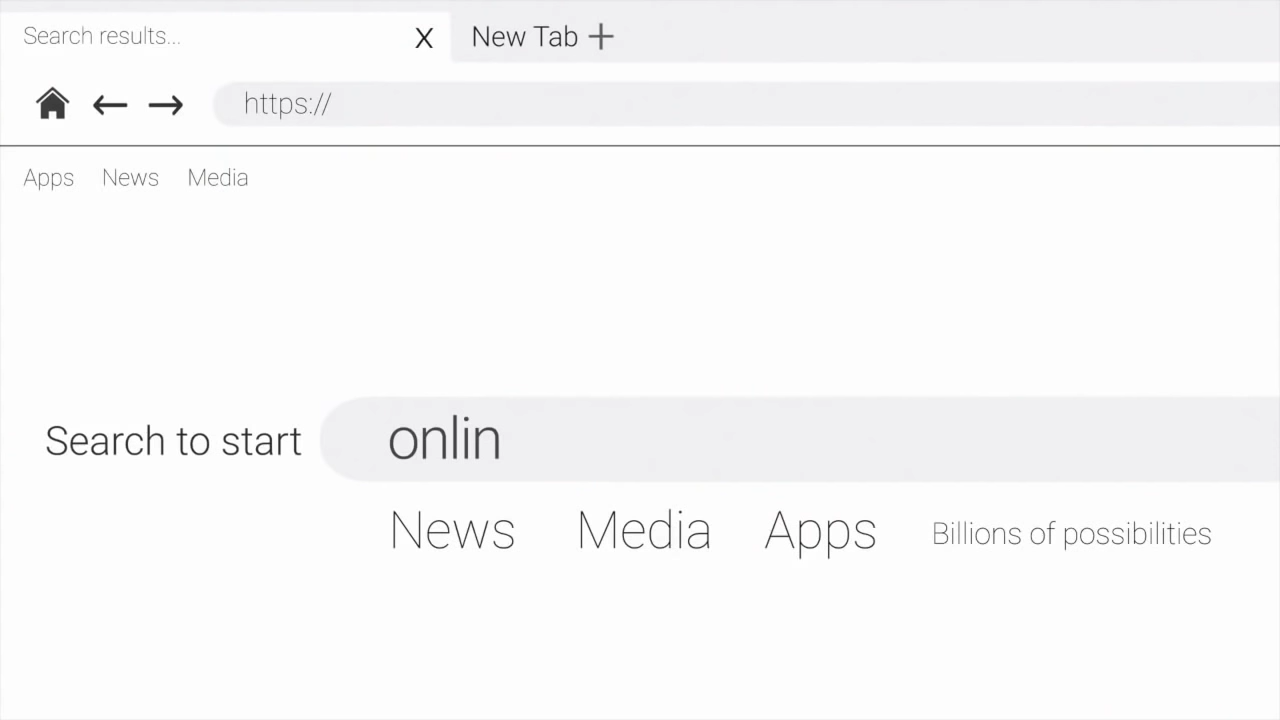 Search results... X New Tab +
https://
Apps News Media
Search to start onlin
News Media Apps Billions of possibilities